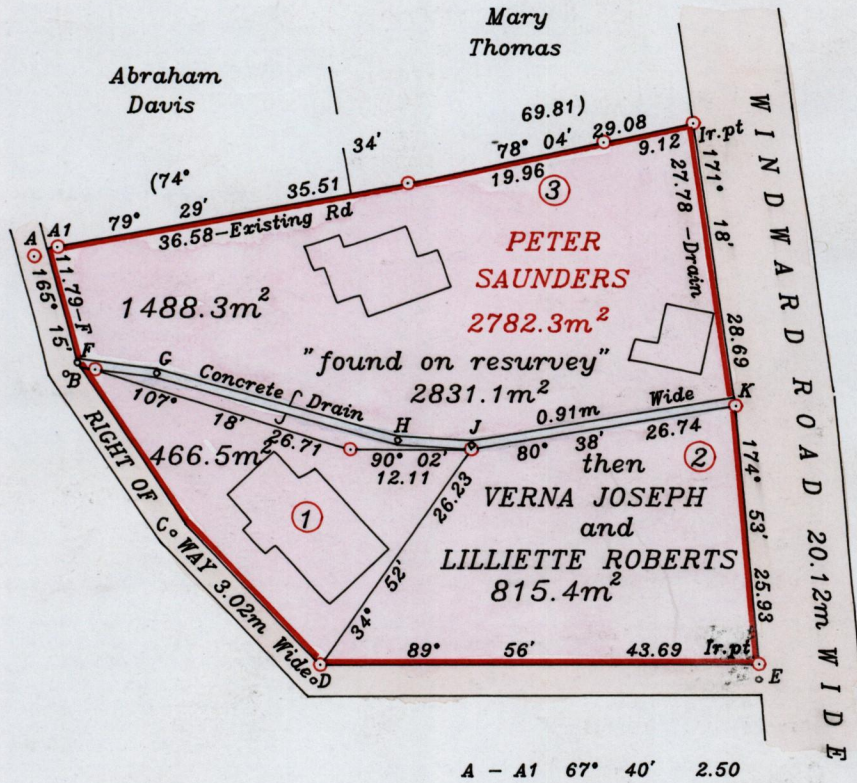 Mary
Thomas
Abraham
Davis
34'
69.81)
78° 04' 29.08
9.12
19.96
Ir.pt
(74°
35.51
79° 29'
36.58-Existing Rd
3
A A1
11.79-F
165° 15'
171° 18'
27.78 -Drain
28.69
WINDWARD ROAD 20.12m WIDE
PETER
SAUNDERS
2782.3m²
1488.3m²
"found on resurvey"
2831.1m²
F
B
G
Concrete Drain
H
J
0.91m Wide
K
107° 18'
J
26.71
90° 02'
12.11
80° 38' 26.74
466.5m²
1
2
26.23
34° 52'
then
VERNA JOSEPH
and
LILLIETTE ROBERTS
815.4m²
174° 53'
25.93
RIGHT OF WAY 3.02m Wide
C
D
89° 56' 43.69 Ir.pt
E
A - A1 67° 40' 2.50